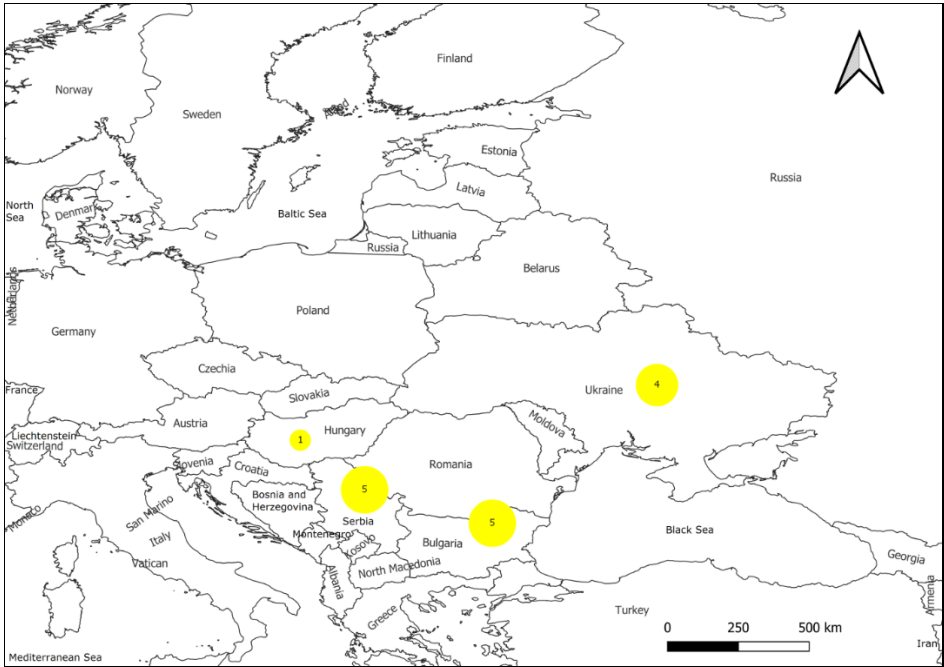 Finland
Norway
Sweden
Estonia
Russia
Latvia
North
Sea
Denmark
Baltic Sea
Lithuania
Russia
Belarus
Netherlands
Poland
Germany
Czechia
Ukraine
4
France
Slovakia
Austria
Moldova
Liechtenstein
Switzerland
1
Hungary
Slovenia
Croatia
Romania
Bosnia and
Herzegovina
5
San Marino
Monaco
Serbia
5
Black Sea
Montenegro
Italy
Kosovo
Bulgaria
Vatican
Albania
North Macedonia
Georgia
Armenia
Greece
Turkey
0
250
500 km
Iran
Mediterranean Sea